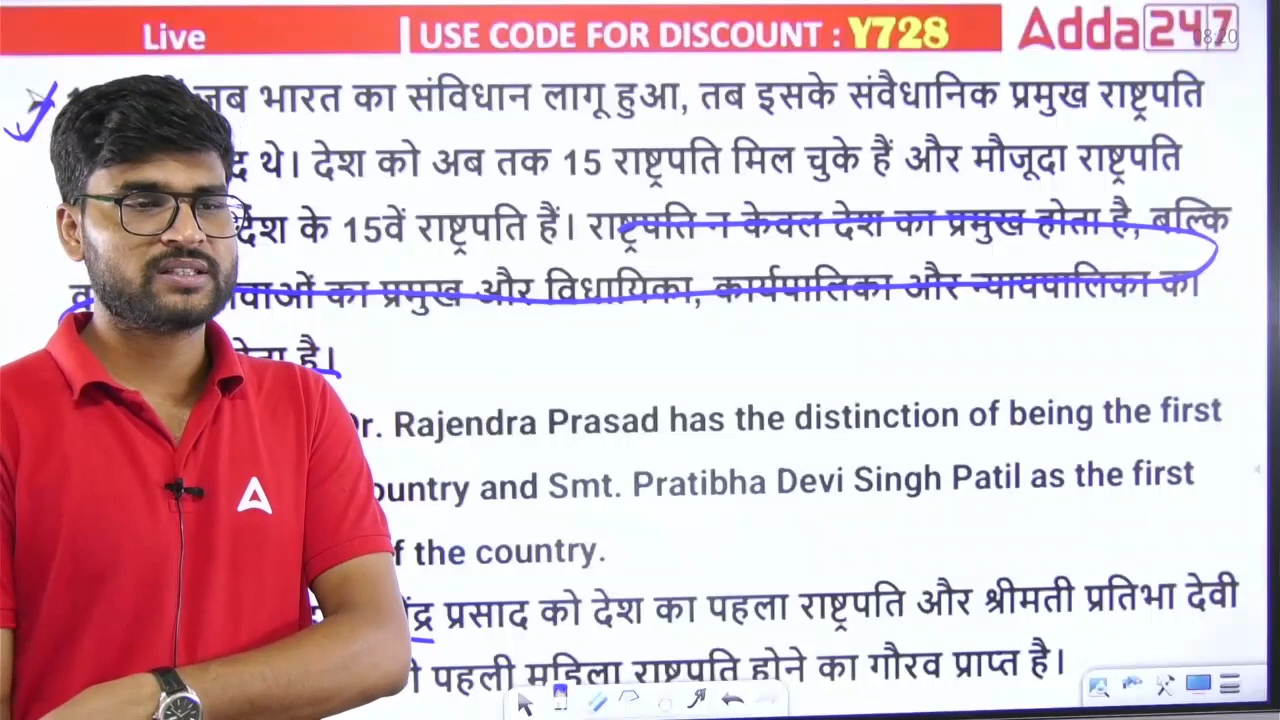 Live
USE CODE FOR DISCOUNT : Y728
Adda247
08:20
जब भारत का संविधान लागू हुआ, तब इसके संवैधानिक प्रमुख राष्ट्रपति
थे। देश को अब तक 15 राष्ट्रपति मिल चुके हैं और मौजूदा राष्ट्रपति
देश के 15वें राष्ट्रपति हैं। राष्ट्रपति न केवल देश का प्रमुख होता है, बल्कि
का प्रमुख और विधायिका, कार्यपालिका और न्यायपालिका का
है।
Dr. Rajendra Prasad has the distinction of being the first
country and Smt. Pratibha Devi Singh Patil as the first
of the country.
प्रसाद को देश का पहला राष्ट्रपति और श्रीमती प्रतिभा देवी
पहली महिला राष्ट्रपति होने का गौरव प्राप्त है।